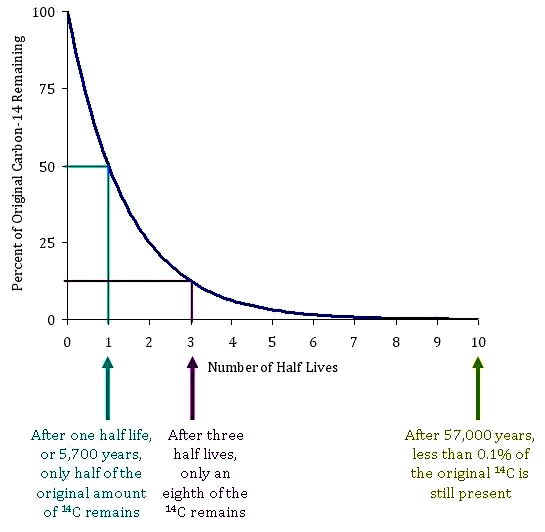 100
75
50
25
0
Percent of Original Carbon-14 Remaining
0 1 2 3 4 5 6 7 8 9 10
Number of Half Lives
After one half life,
or 5,700 years,
only half of the
original amount
of ¹⁴C remains
After three
half lives,
only an
eighth of the
¹⁴C remains
After 57,000 years,
less than 0.1% of
the original ¹⁴C is
still present